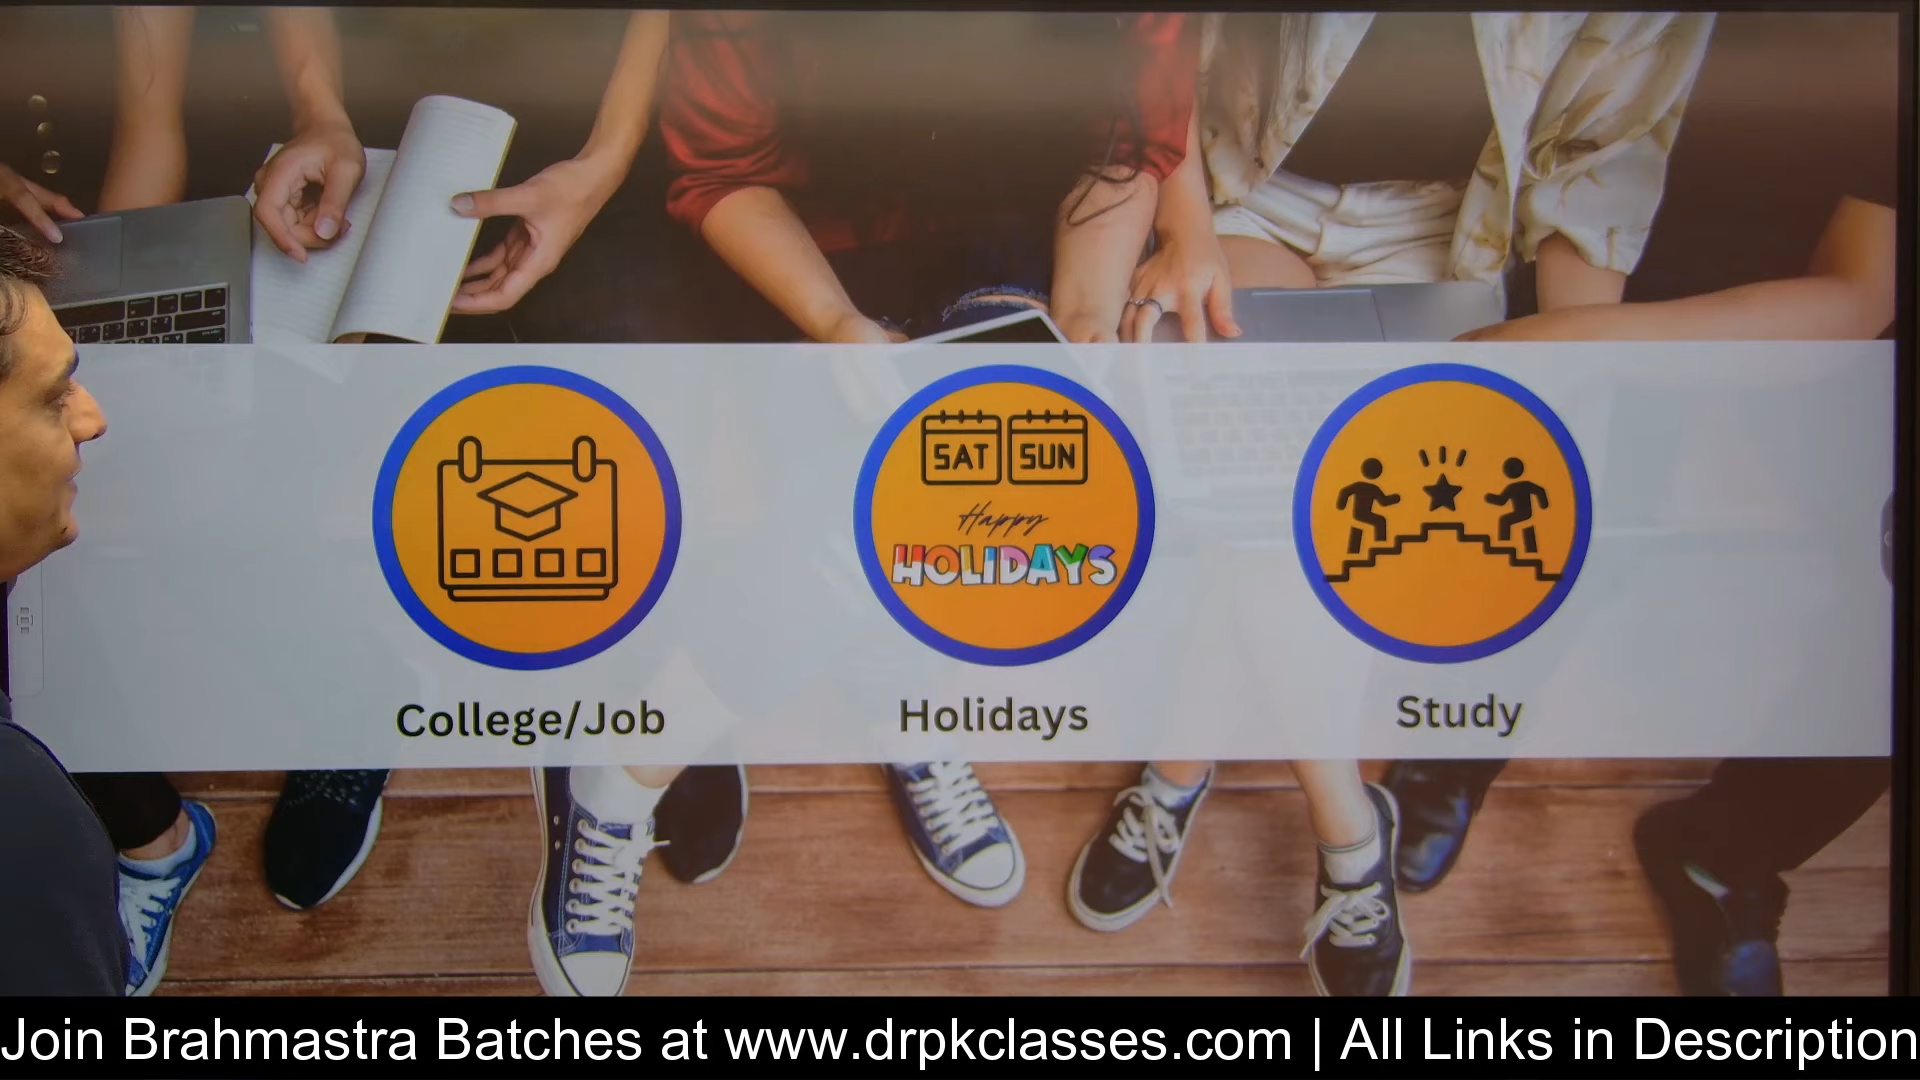 SAT SUN
Happy
HOLIDAYS
College/Job
Holidays
Study
Join Brahmastra Batches at www.drpkclasses.com | All Links in Description